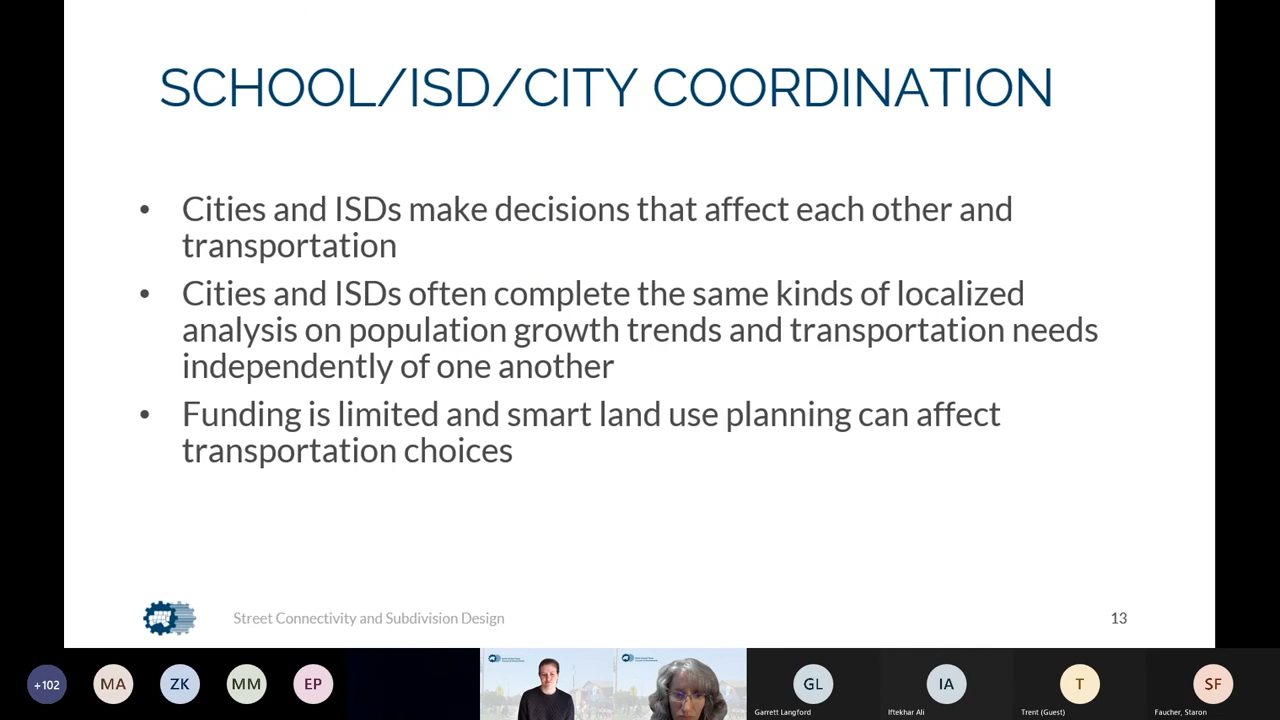 SCHOOL/ISD/CITY COORDINATION
• Cities and ISDs make decisions that affect each other and
transportation
• Cities and ISDs often complete the same kinds of localized
analysis on population growth trends and transportation needs
independently of one another
• Funding is limited and smart land use planning can affect
transportation choices
Street Connectivity and Subdivision Design
13
+102
MA
ZK
MM
EP
GL
IA
T
SF
Garrett Langford
Iftekhar Ali
Trent (Guest)
Faucher, Staron